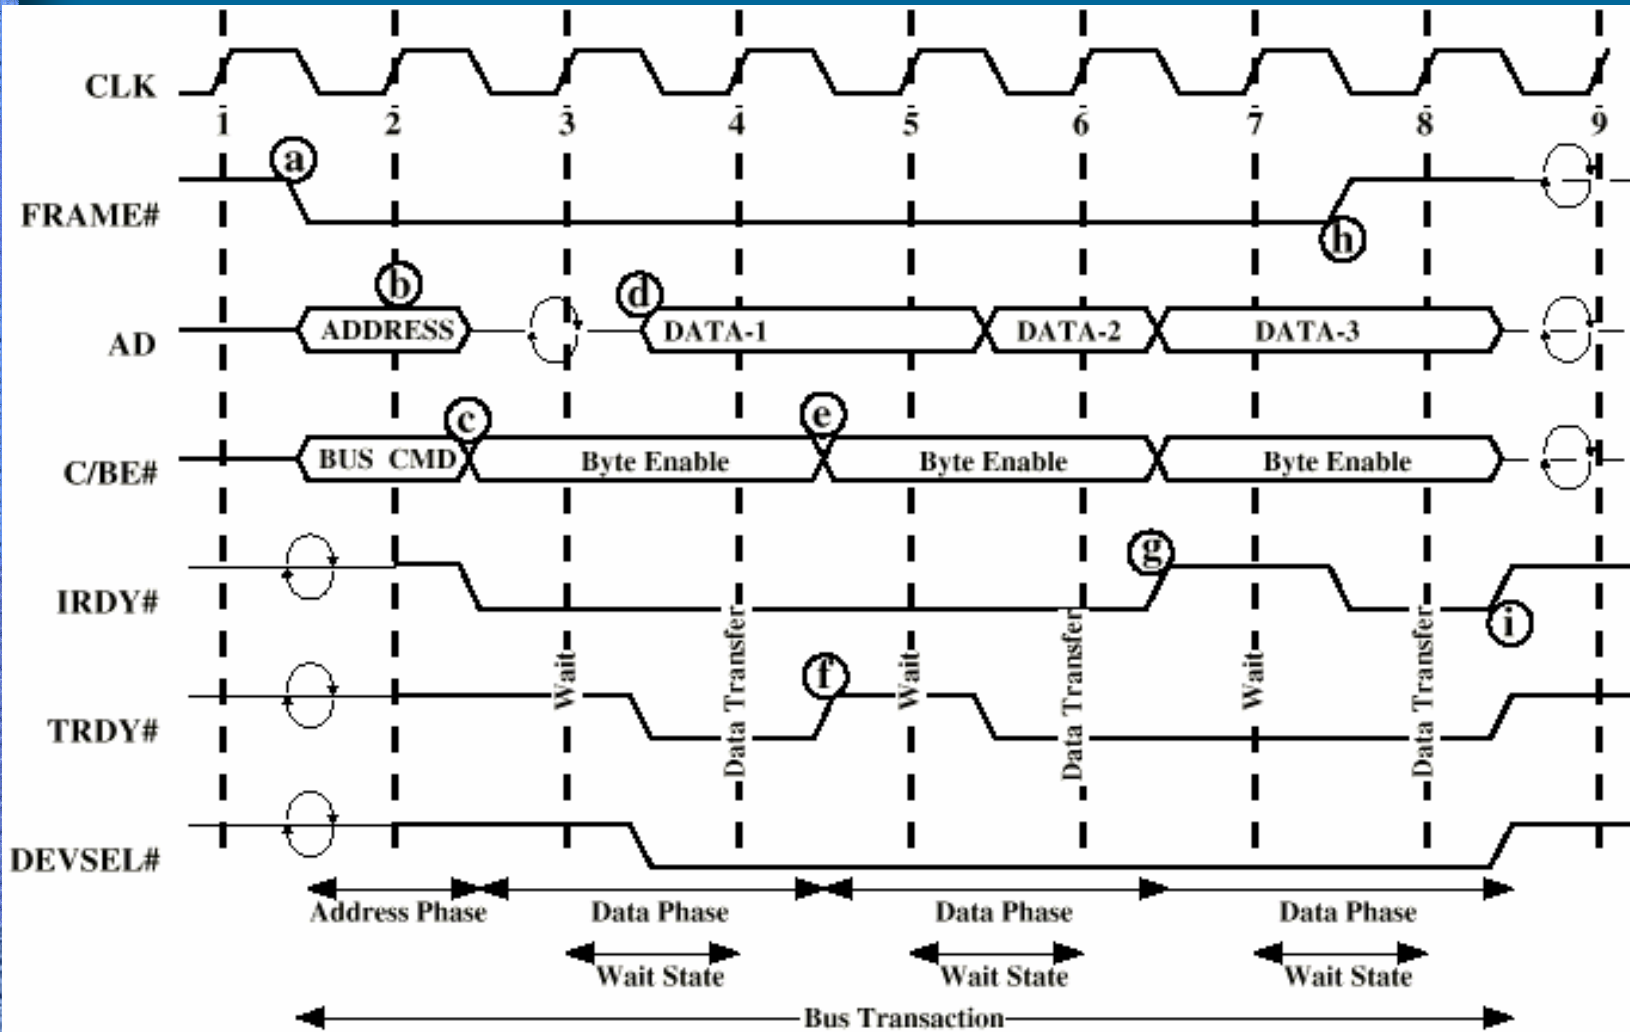 CLK
1 2 3 4 5 6 7 8 9
a
FRAME#
h
b
d
ADDRESS DATA-1 DATA-2 DATA-3
AD
c e
BUS CMD Byte Enable Byte Enable Byte Enable
C/BE#
g
IRDY#
i
Wait Data Transfer Wait Data Transfer Wait Data Transfer
f
TRDY#
DEVSEL#
Address Phase Data Phase Data Phase Data Phase
Wait State Wait State Wait State
Bus Transaction